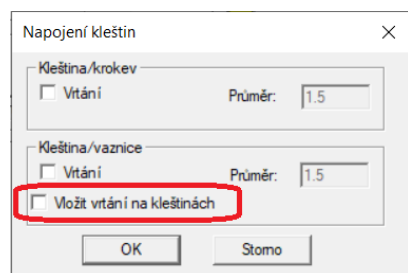 Napojení kleštin
Kleština/krokev
Vrtání Průměr: 1.5
Kleština/vaznice
Vrtání Průměr: 1.5
Vložit vrtání na kleštinách
OK Storno